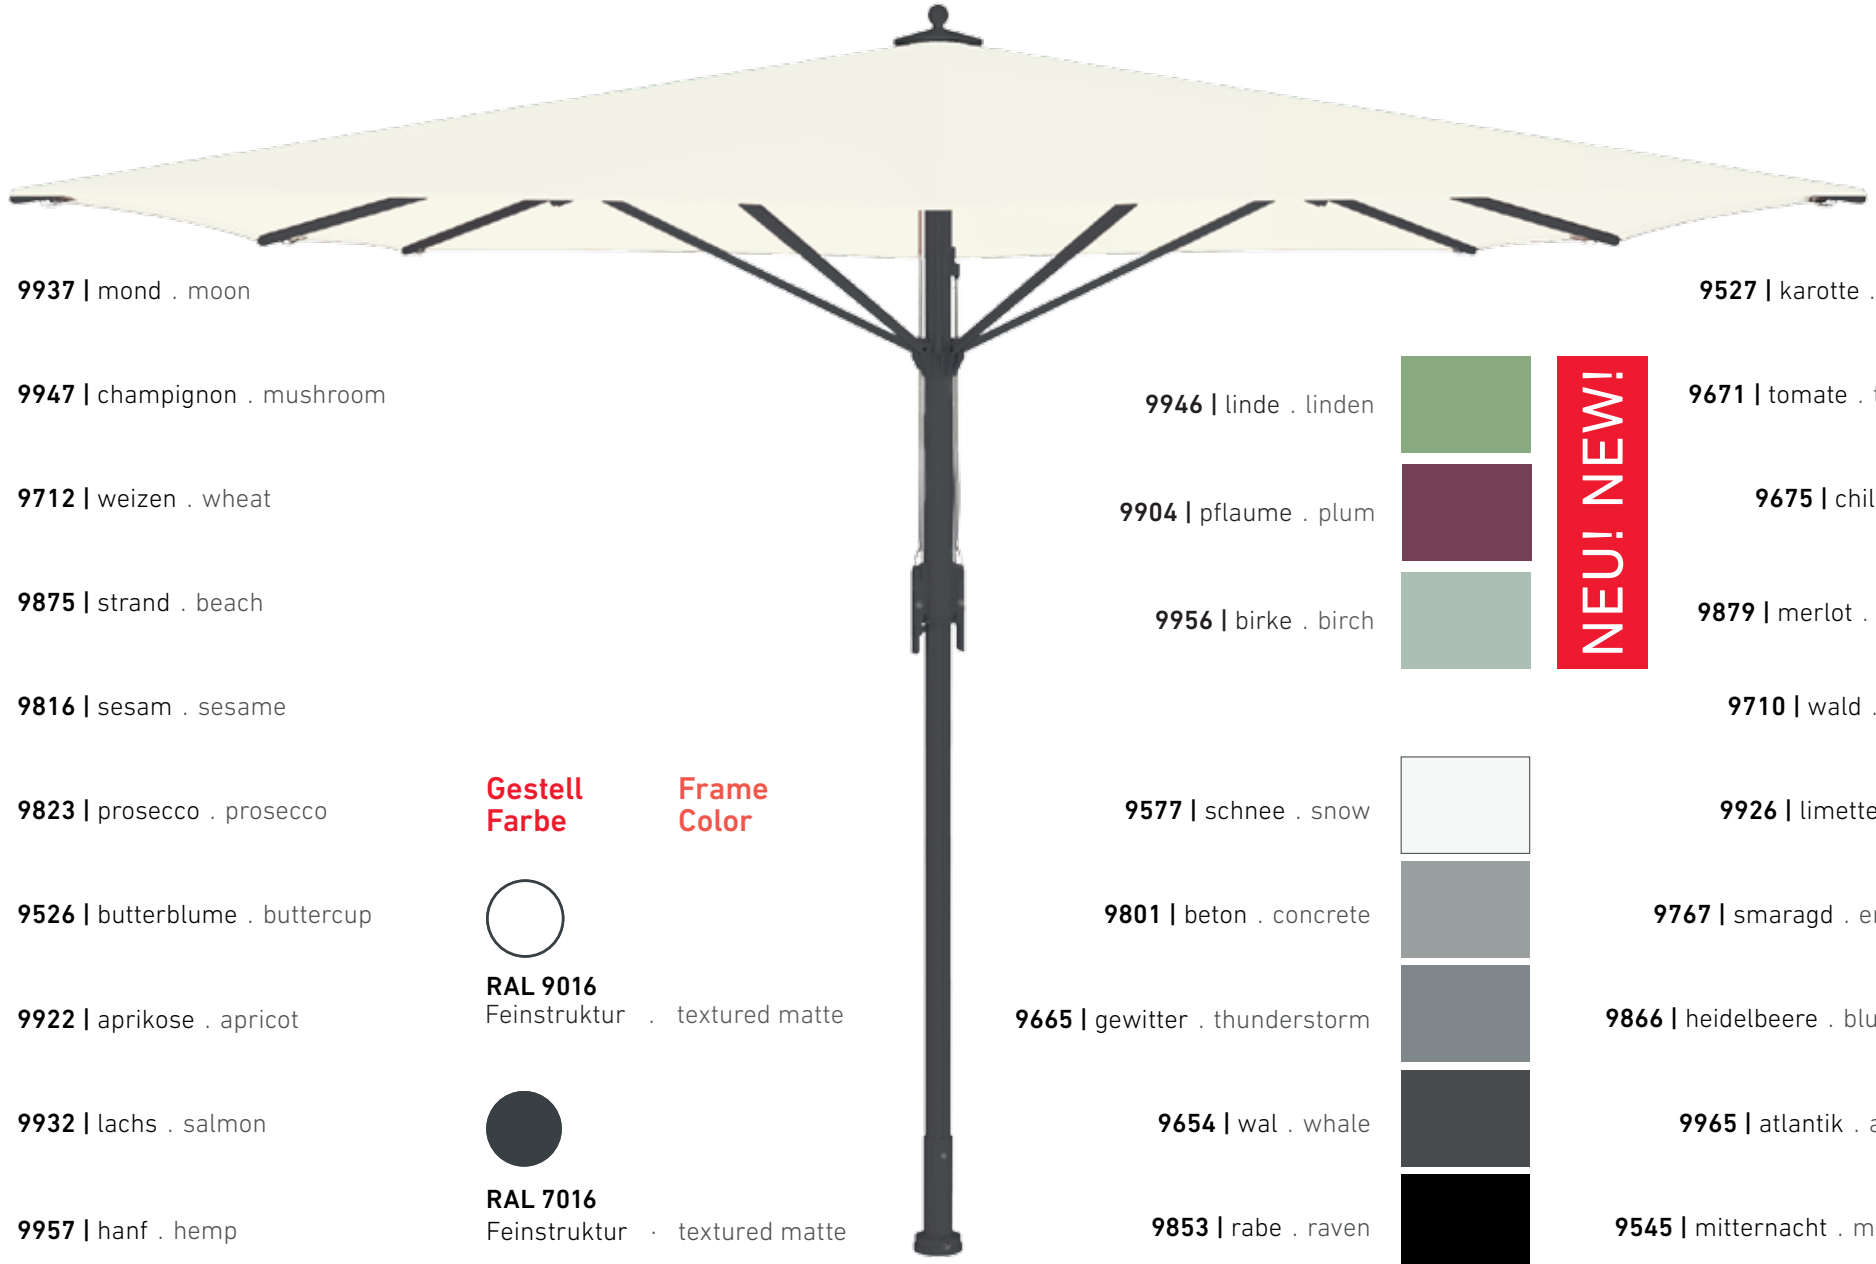 9937 | mond . moon
9947 | champignon . mushroom
9712 | weizen . wheat
9875 | strand . beach
9816 | sesam . sesame
9823 | prosecco . prosecco
9526 | butterblume . buttercup
9922 | aprikose . apricot
9932 | lachs . salmon
9957 | hanf . hemp
Gestell
Farbe
Frame
Color
RAL 9016
Feinstruktur . textured matte
RAL 7016
Feinstruktur · textured matte
9946 | linde . linden
9904 | pflaume . plum
9956 | birke . birch
NEU! NEW!
9577 | schnee . snow
9801 | beton . concrete
9665 | gewitter . thunderstorm
9654 | wal . whale
9853 | rabe . raven
9527 | karotte .
9671 | tomate .
9675 |
9879 | merlot .
9710 | wald .
9926 | limette
9767 | smaragd .
9866 | heidelbeere .
9965 | atlantik .
9545 | mitternacht .